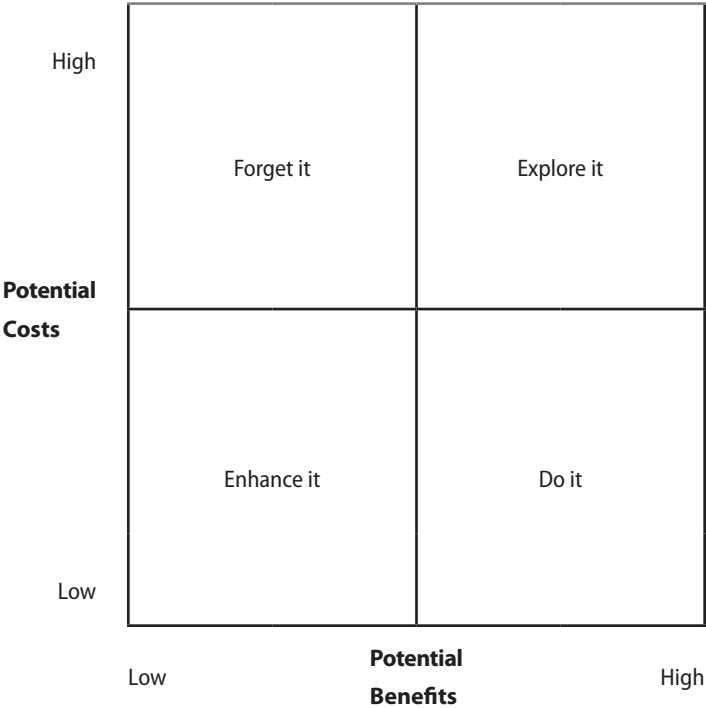 High
Forget it
Explore it
Potential
Costs
Enhance it
Do it
Low
Low
Potential
Benefits
High